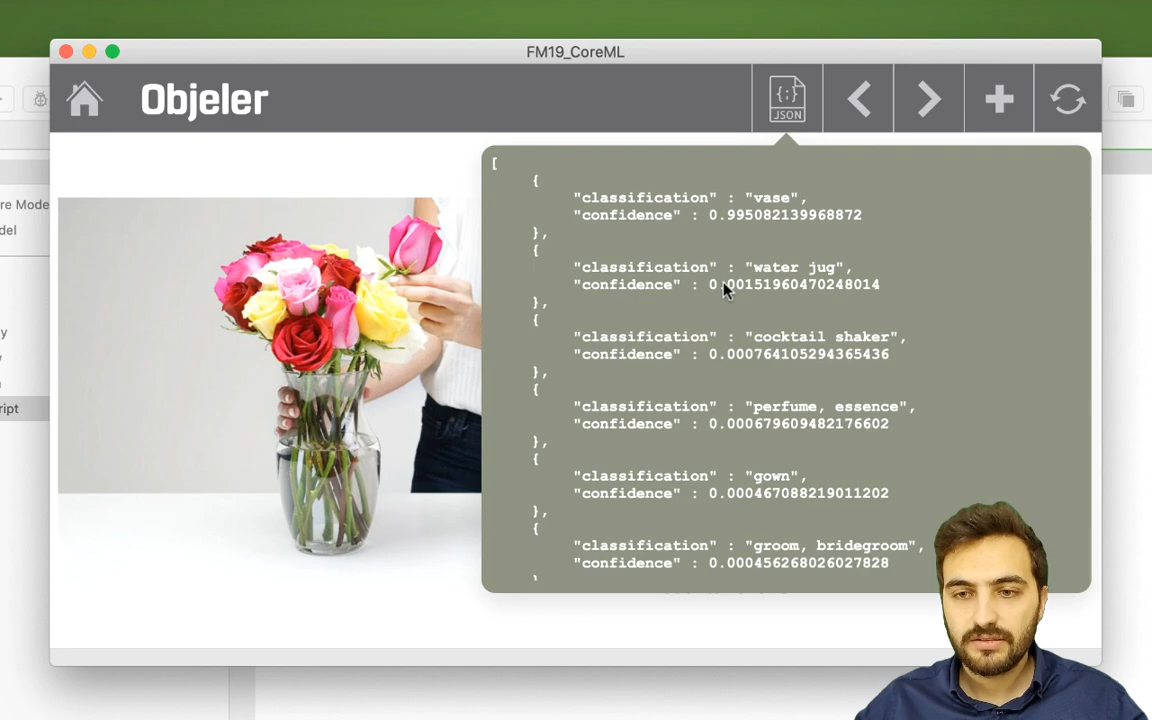 FM19_CoreML
Objeler
{;}
JSON
[
{
"classification" : "vase",
"confidence" : 0.995082139968872
},
{
"classification" : "water jug",
"confidence" : 0.00151960470248014
},
{
"classification" : "cocktail shaker",
"confidence" : 0.000764105294365436
},
{
"classification" : "perfume, essence",
"confidence" : 0.000679609482176602
},
{
"classification" : "gown",
"confidence" : 0.000467088219011202
},
{
"classification" : "groom, bridegroom",
"confidence" : 0.000456268026027828
re Mode
del
y
ript